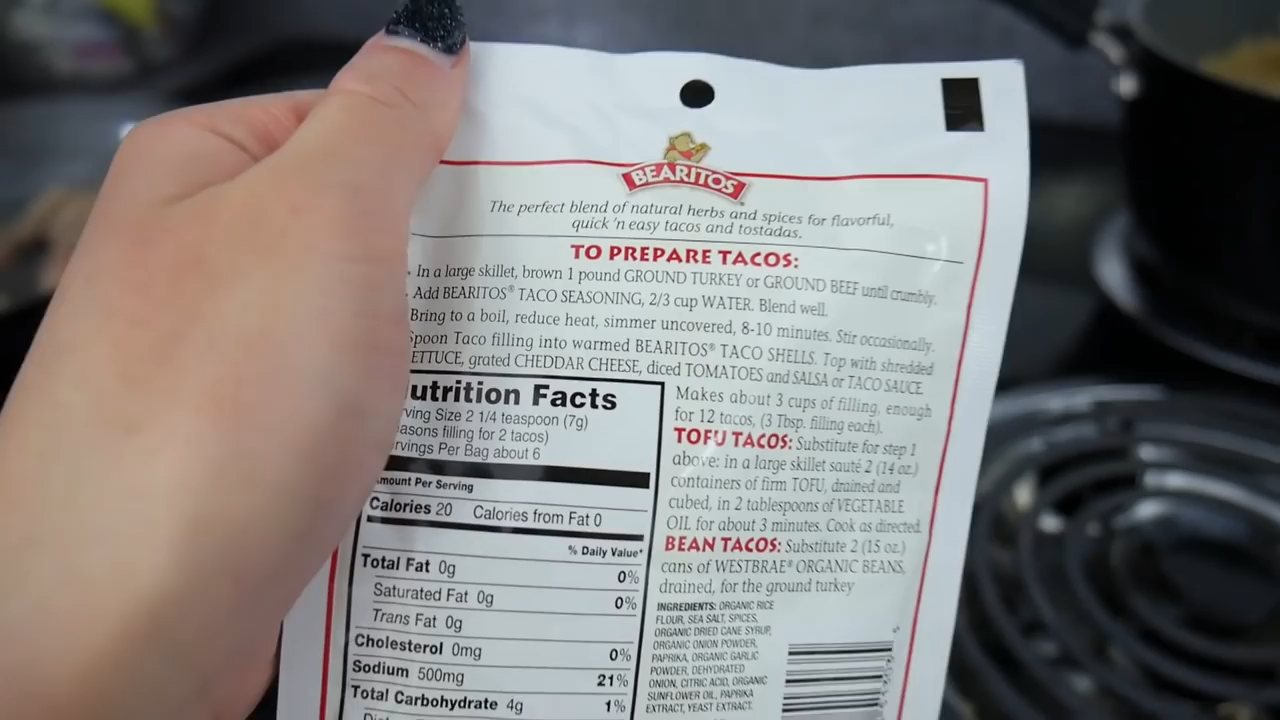 BEARITOS
The perfect blend of natural herbs and spices for flavorful,
quick 'n easy tacos and tostadas.
TO PREPARE TACOS:
In a large skillet, brown 1 pound GROUND TURKEY or GROUND BEEF until crumbly.
Add BEARITOS® TACO SEASONING, 2/3 cup WATER. Blend well.
Bring to a boil, reduce heat, simmer uncovered, 8-10 minutes. Stir occasionally.
Spoon Taco filling into warmed BEARITOS® TACO SHELLS. Top with shredded
ETTUCE, grated CHEDDAR CHEESE, diced TOMATOES and SALSA or TACO SAUCE.
utrition Facts
rving Size 2 1/4 teaspoon (7g)
asons filling for 2 tacos)
rvings Per Bag about 6
mount Per Serving
Calories 20 Calories from Fat 0
% Daily Value*
Total Fat 0g 0%
Saturated Fat 0g 0%
Trans Fat 0g
Cholesterol 0mg 0%
Sodium 500mg 21%
Total Carbohydrate 4g 1%
Makes about 3 cups of filling, enough
for 12 tacos, (3 Tbsp. filling each).
TOFU TACOS: Substitute for step 1
above: in a large skillet sauté 2 (14 oz.)
containers of firm TOFU, drained and
cubed, in 2 tablespoons of VEGETABLE
OIL for about 3 minutes. Cook as directed.
BEAN TACOS: Substitute 2 (15 oz.)
cans of WESTBRAE® ORGANIC BEANS,
drained, for the ground turkey
INGREDIENTS: ORGANIC RICE
FLOUR, SEA SALT, SPICES,
ORGANIC DRIED CANE SYRUP,
ORGANIC ONION POWDER,
PAPRIKA, ORGANIC GARLIC
POWDER, DEHYDRATED
ONION, CITRIC ACID, ORGANIC
SUNFLOWER OIL, PAPRIKA
EXTRACT, YEAST EXTRACT.